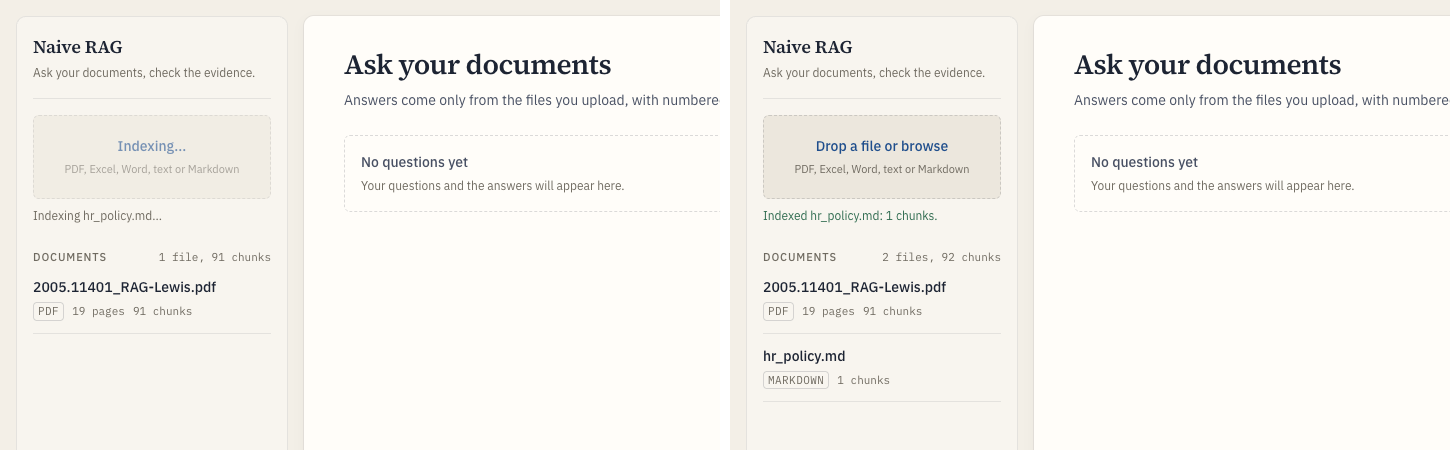 Naive RAG
Ask your documents, check the evidence.
Indexing...
PDF, Excel, Word, text or Markdown
Indexing hr_policy.md...
DOCUMENTS 1 file, 91 chunks
2005.11401_RAG-Lewis.pdf
PDF 19 pages 91 chunks
Ask your documents
Answers come only from the files you upload, with numbere
No questions yet
Your questions and the answers will appear here.
Naive RAG
Ask your documents, check the evidence.
Drop a file or browse
PDF, Excel, Word, text or Markdown
Indexed hr_policy.md: 1 chunks.
DOCUMENTS 2 files, 92 chunks
2005.11401_RAG-Lewis.pdf
PDF 19 pages 91 chunks
hr_policy.md
MARKDOWN 1 chunks
Ask your documents
Answers come only from the files you upload, with numbere
No questions yet
Your questions and the answers will appear here.